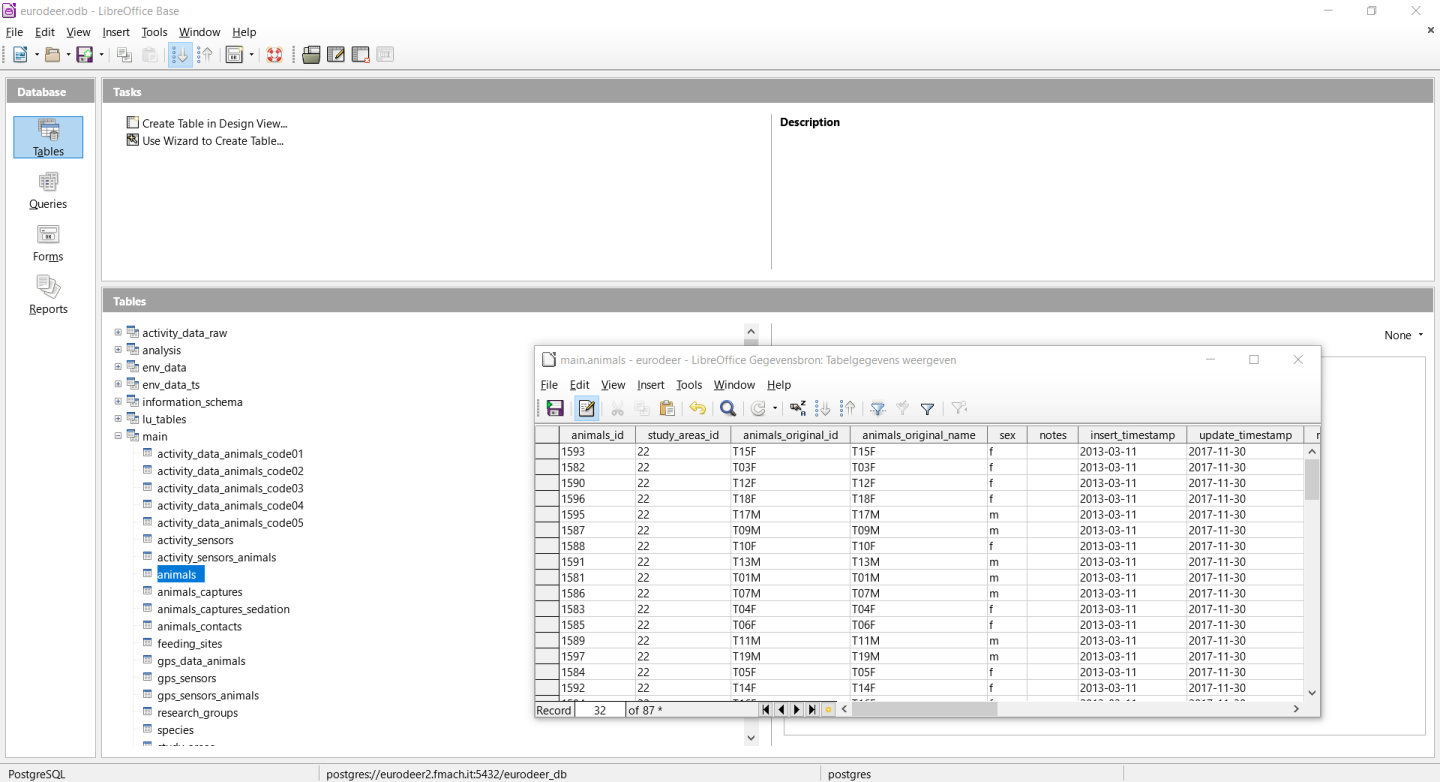 eurodeer.odb - LibreOffice Base
File Edit View Insert Tools Window Help
Database
Tables
Queries
Forms
Reports
Tasks
Create Table in Design View...
Use Wizard to Create Table...
Description
Tables
None
activity_data_raw
analysis
env_data
env_data_ts
information_schema
lu_tables
main
activity_data_animals_code01
activity_data_animals_code02
activity_data_animals_code03
activity_data_animals_code04
activity_data_animals_code05
activity_sensors
activity_sensors_animals
animals
animals_captures
animals_captures_sedation
animals_contacts
feeding_sites
gps_data_animals
gps_sensors
gps_sensors_animals
research_groups
species
main.animals - eurodeer - LibreOffice Gegevensbron: Tabelgegevens weergeven
File Edit View Insert Tools Window Help
animals_id study_areas_id animals_original_id animals_original_name sex notes insert_timestamp update_timestamp
1593 22 T15F T15F f 2013-03-11 2017-11-30
1582 22 T03F T03F f 2013-03-11 2017-11-30
1590 22 T12F T12F f 2013-03-11 2017-11-30
1596 22 T18F T18F f 2013-03-11 2017-11-30
1595 22 T17M T17M m 2013-03-11 2017-11-30
1587 22 T09M T09M m 2013-03-11 2017-11-30
1588 22 T10F T10F f 2013-03-11 2017-11-30
1591 22 T13M T13M m 2013-03-11 2017-11-30
1581 22 T01M T01M m 2013-03-11 2017-11-30
1586 22 T07M T07M m 2013-03-11 2017-11-30
1583 22 T04F T04F f 2013-03-11 2017-11-30
1585 22 T06F T06F f 2013-03-11 2017-11-30
1589 22 T11M T11M m 2013-03-11 2017-11-30
1597 22 T19M T19M m 2013-03-11 2017-11-30
1584 22 T05F T05F f 2013-03-11 2017-11-30
1592 22 T14F T14F f 2013-03-11 2017-11-30
Record 32 of 87 *
PostgreSQL postgres://eurodeer2.fmach.it:5432/eurodeer_db postgres